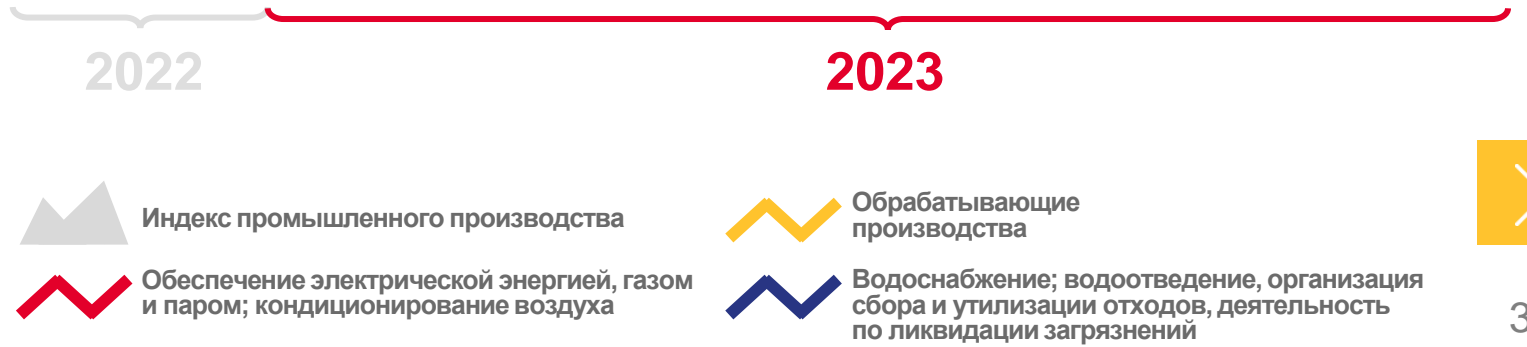 2022
2023
Индекс промышленного производства
Обрабатывающие
производства
Обеспечение электрической энергией, газом
и паром; кондиционирование воздуха
Водоснабжение; водоотведение, организация
сбора и утилизации отходов, деятельность
по ликвидации загрязнений
3